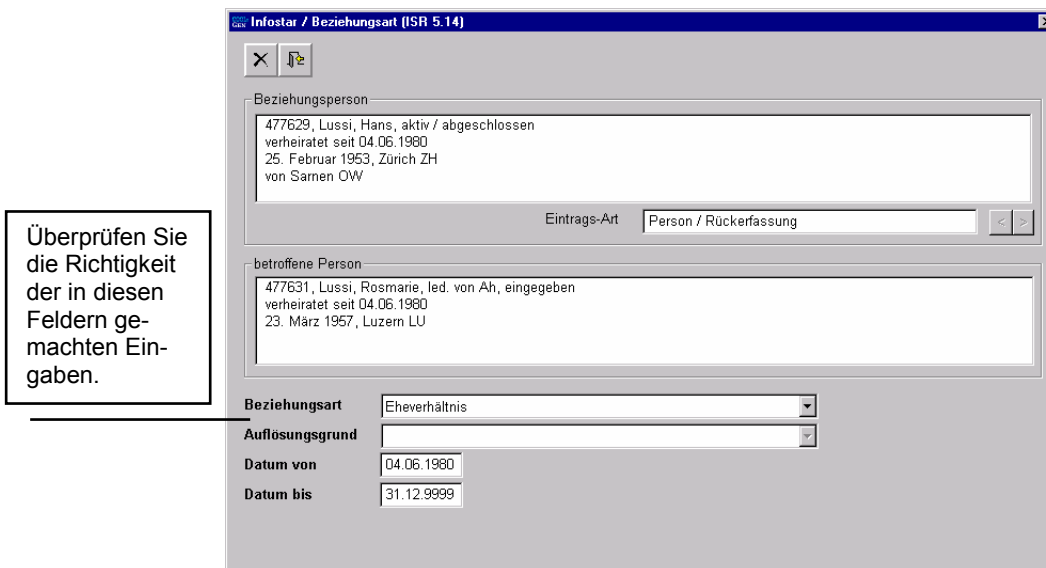 COOL:
GEN
Infostar / Beziehungsart (ISR 5.14)
Beziehungsperson
477629, Lussi, Hans, aktiv / abgeschlossen
verheiratet seit 04.06.1980
25. Februar 1953, Zürich ZH
von Sarnen OW
Eintrags-Art Person / Rückerfassung < >
betroffene Person
477631, Lussi, Rosmarie, led. von Ah, eingegeben
verheiratet seit 04.06.1980
23. März 1957, Luzern LU
Überprüfen Sie
die Richtigkeit
der in diesen
Feldern ge-
machten Ein-
gaben.
Beziehungsart Eheverhältnis
Auflösungsgrund
Datum von 04.06.1980
Datum bis 31.12.9999